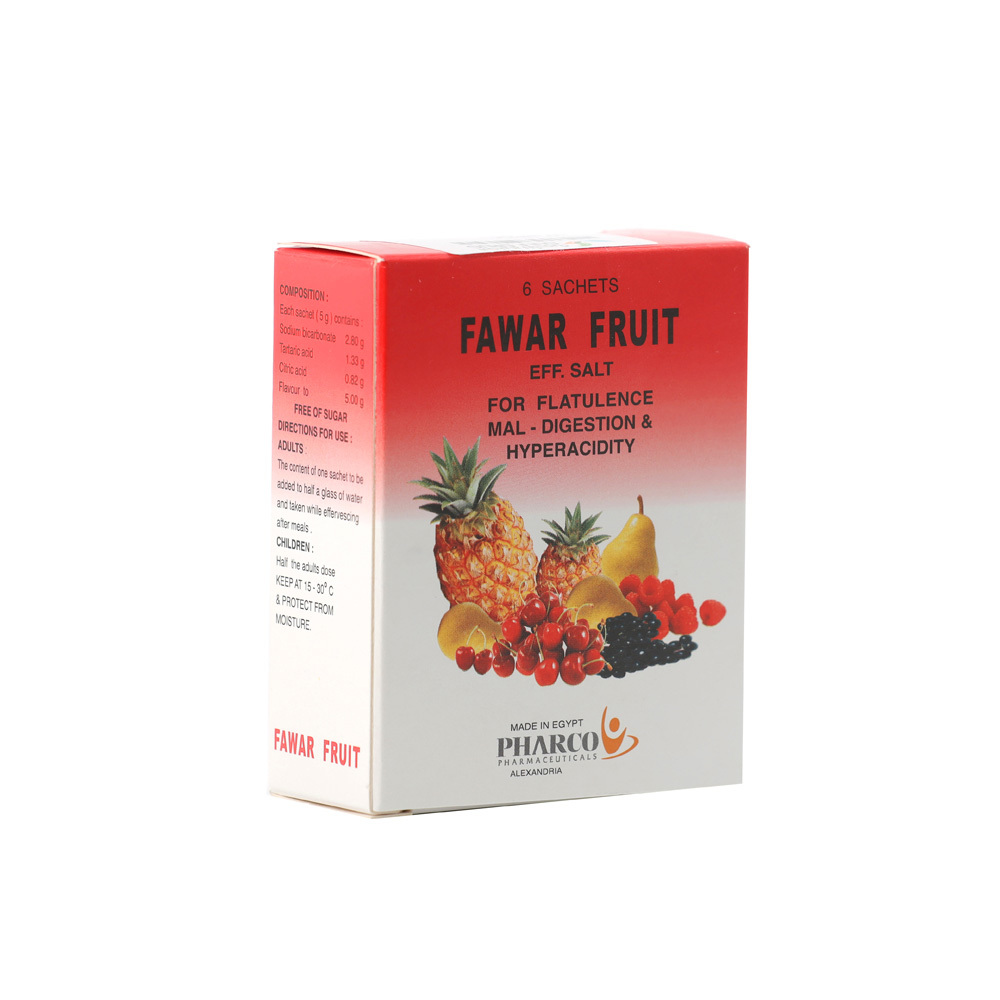 6 SACHETS
FAWAR FRUIT
EFF. SALT
FOR FLATULENCE
MAL - DIGESTION &
HYPERACIDITY
MADE IN EGYPT
PHARCO
PHARMACEUTICALS
ALEXANDRIA
COMPOSITION :
Each sachet ( 5 g ) contains :
Sodium bicarbonate 2.80 g
Tartaric acid 1.33 g
Citric acid 0.82 g
Flavour to 5.00 g
FREE OF SUGAR
DIRECTIONS FOR USE :
ADULTS :
The content of one sachet to be
added to half a glass of water
and taken while effervescing
after meals .
CHILDREN :
Half the adults dose
KEEP AT 15 - 30° C
& PROTECT FROM
MOISTURE.
FAWAR FRUIT